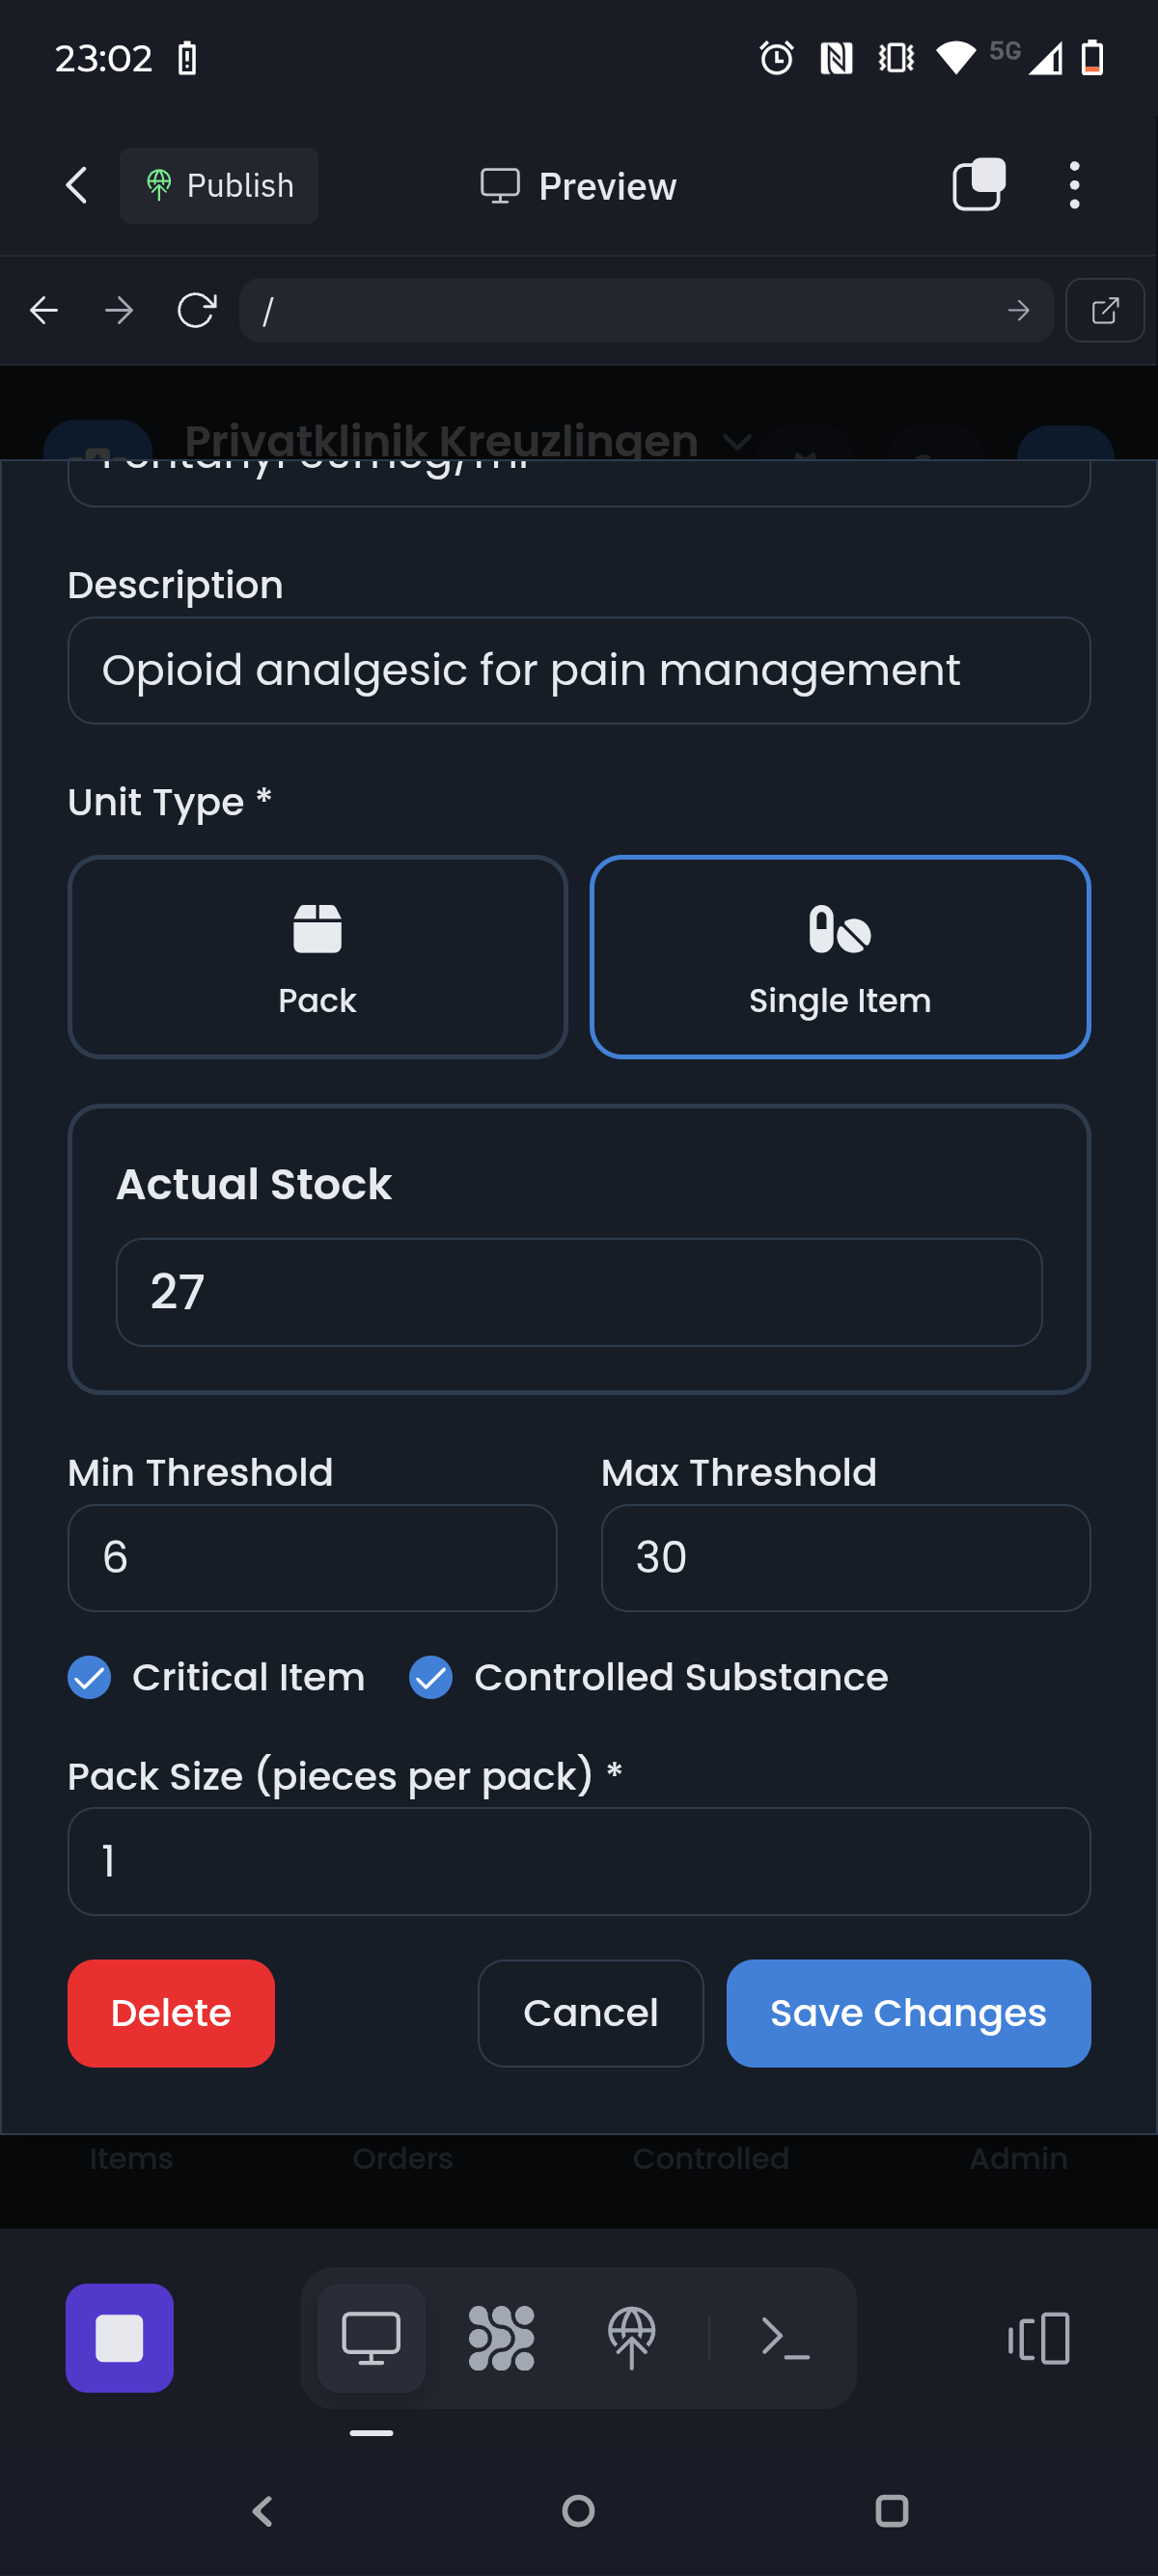 23:02
5G
Publish
Preview
/
Privatklinik Kreuzlingen
Description
Opioid analgesic for pain management
Unit Type *
Pack
Single Item
Actual Stock
27
Min Threshold
Max Threshold
6
30
Critical Item
Controlled Substance
Pack Size (pieces per pack) *
1
Delete
Cancel
Save Changes
Items
Orders
Controlled
Admin